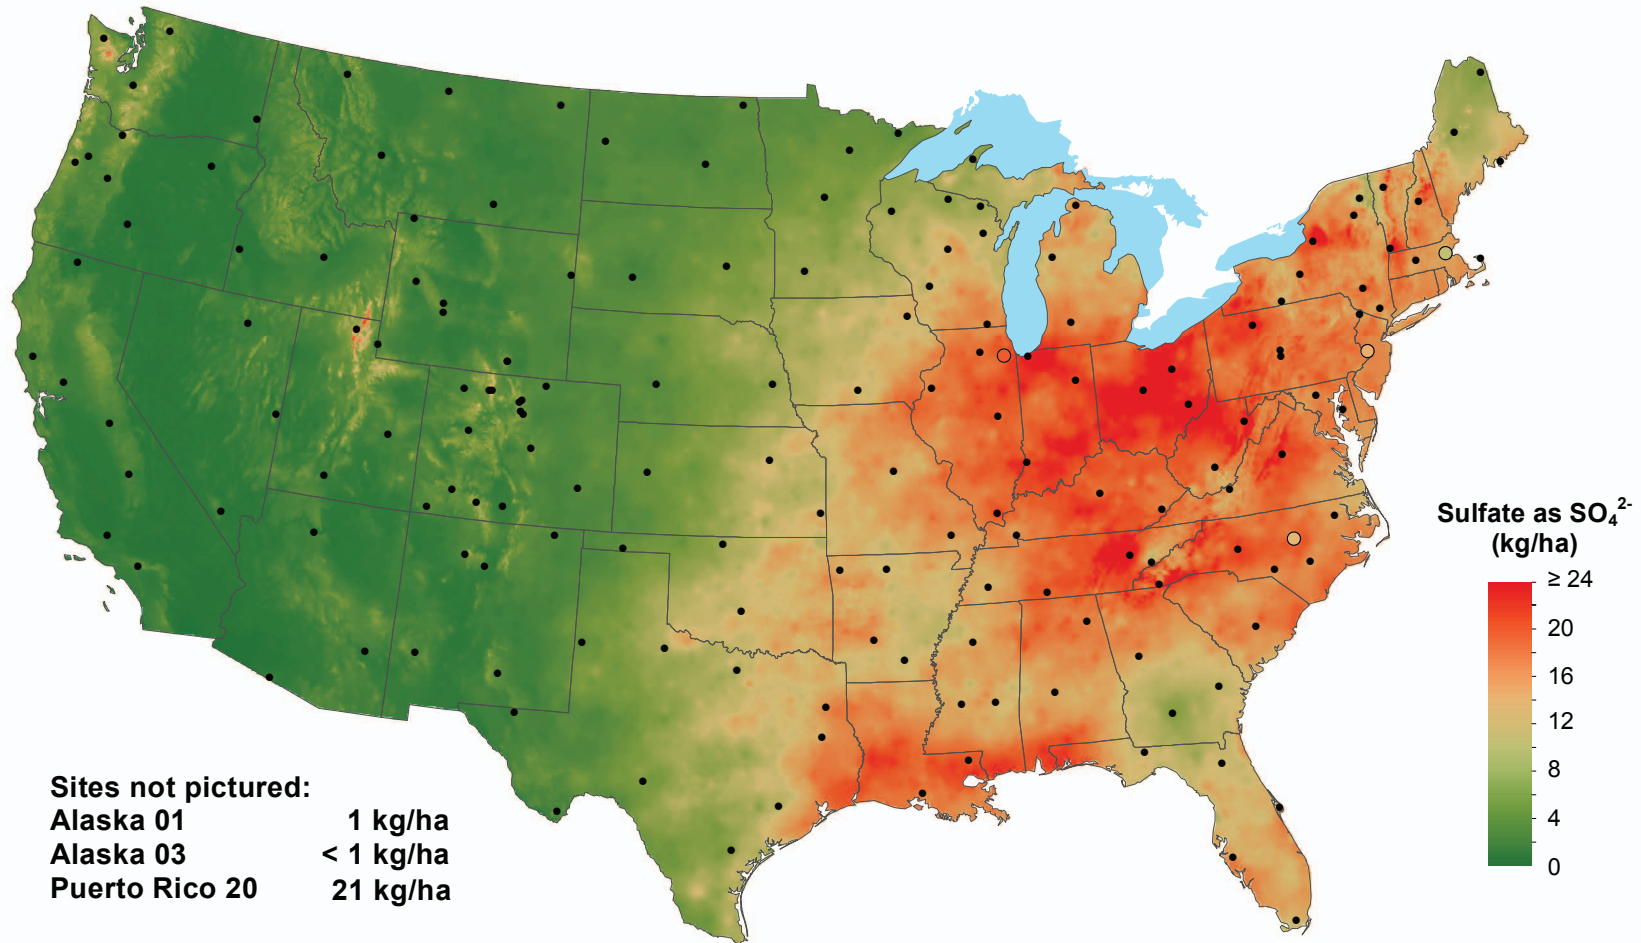 Sulfate as SO₄²⁻
(kg/ha)
≥ 24
20
16
12
8
4
0
Sites not pictured:
Alaska 01 1 kg/ha
Alaska 03 < 1 kg/ha
Puerto Rico 20 21 kg/ha